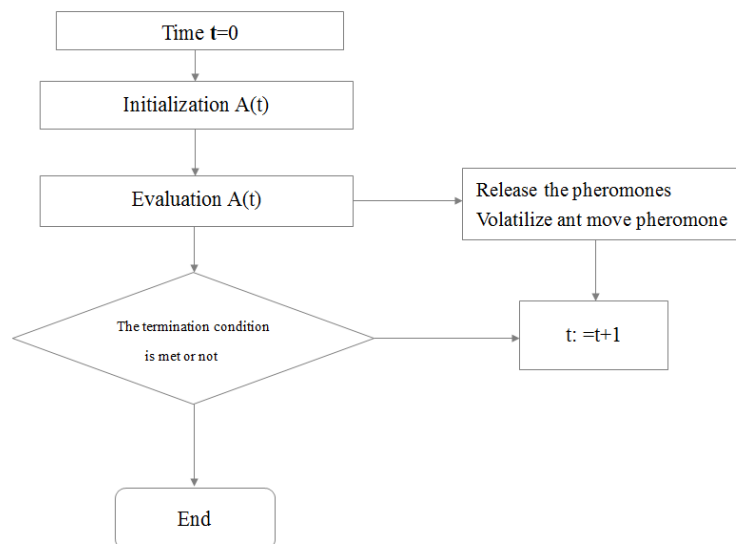 Time t=0
Initialization A(t)
Evaluation A(t)
Release the pheromones
Volatilize ant move pheromone
The termination condition
is met or not
t: =t+1
End